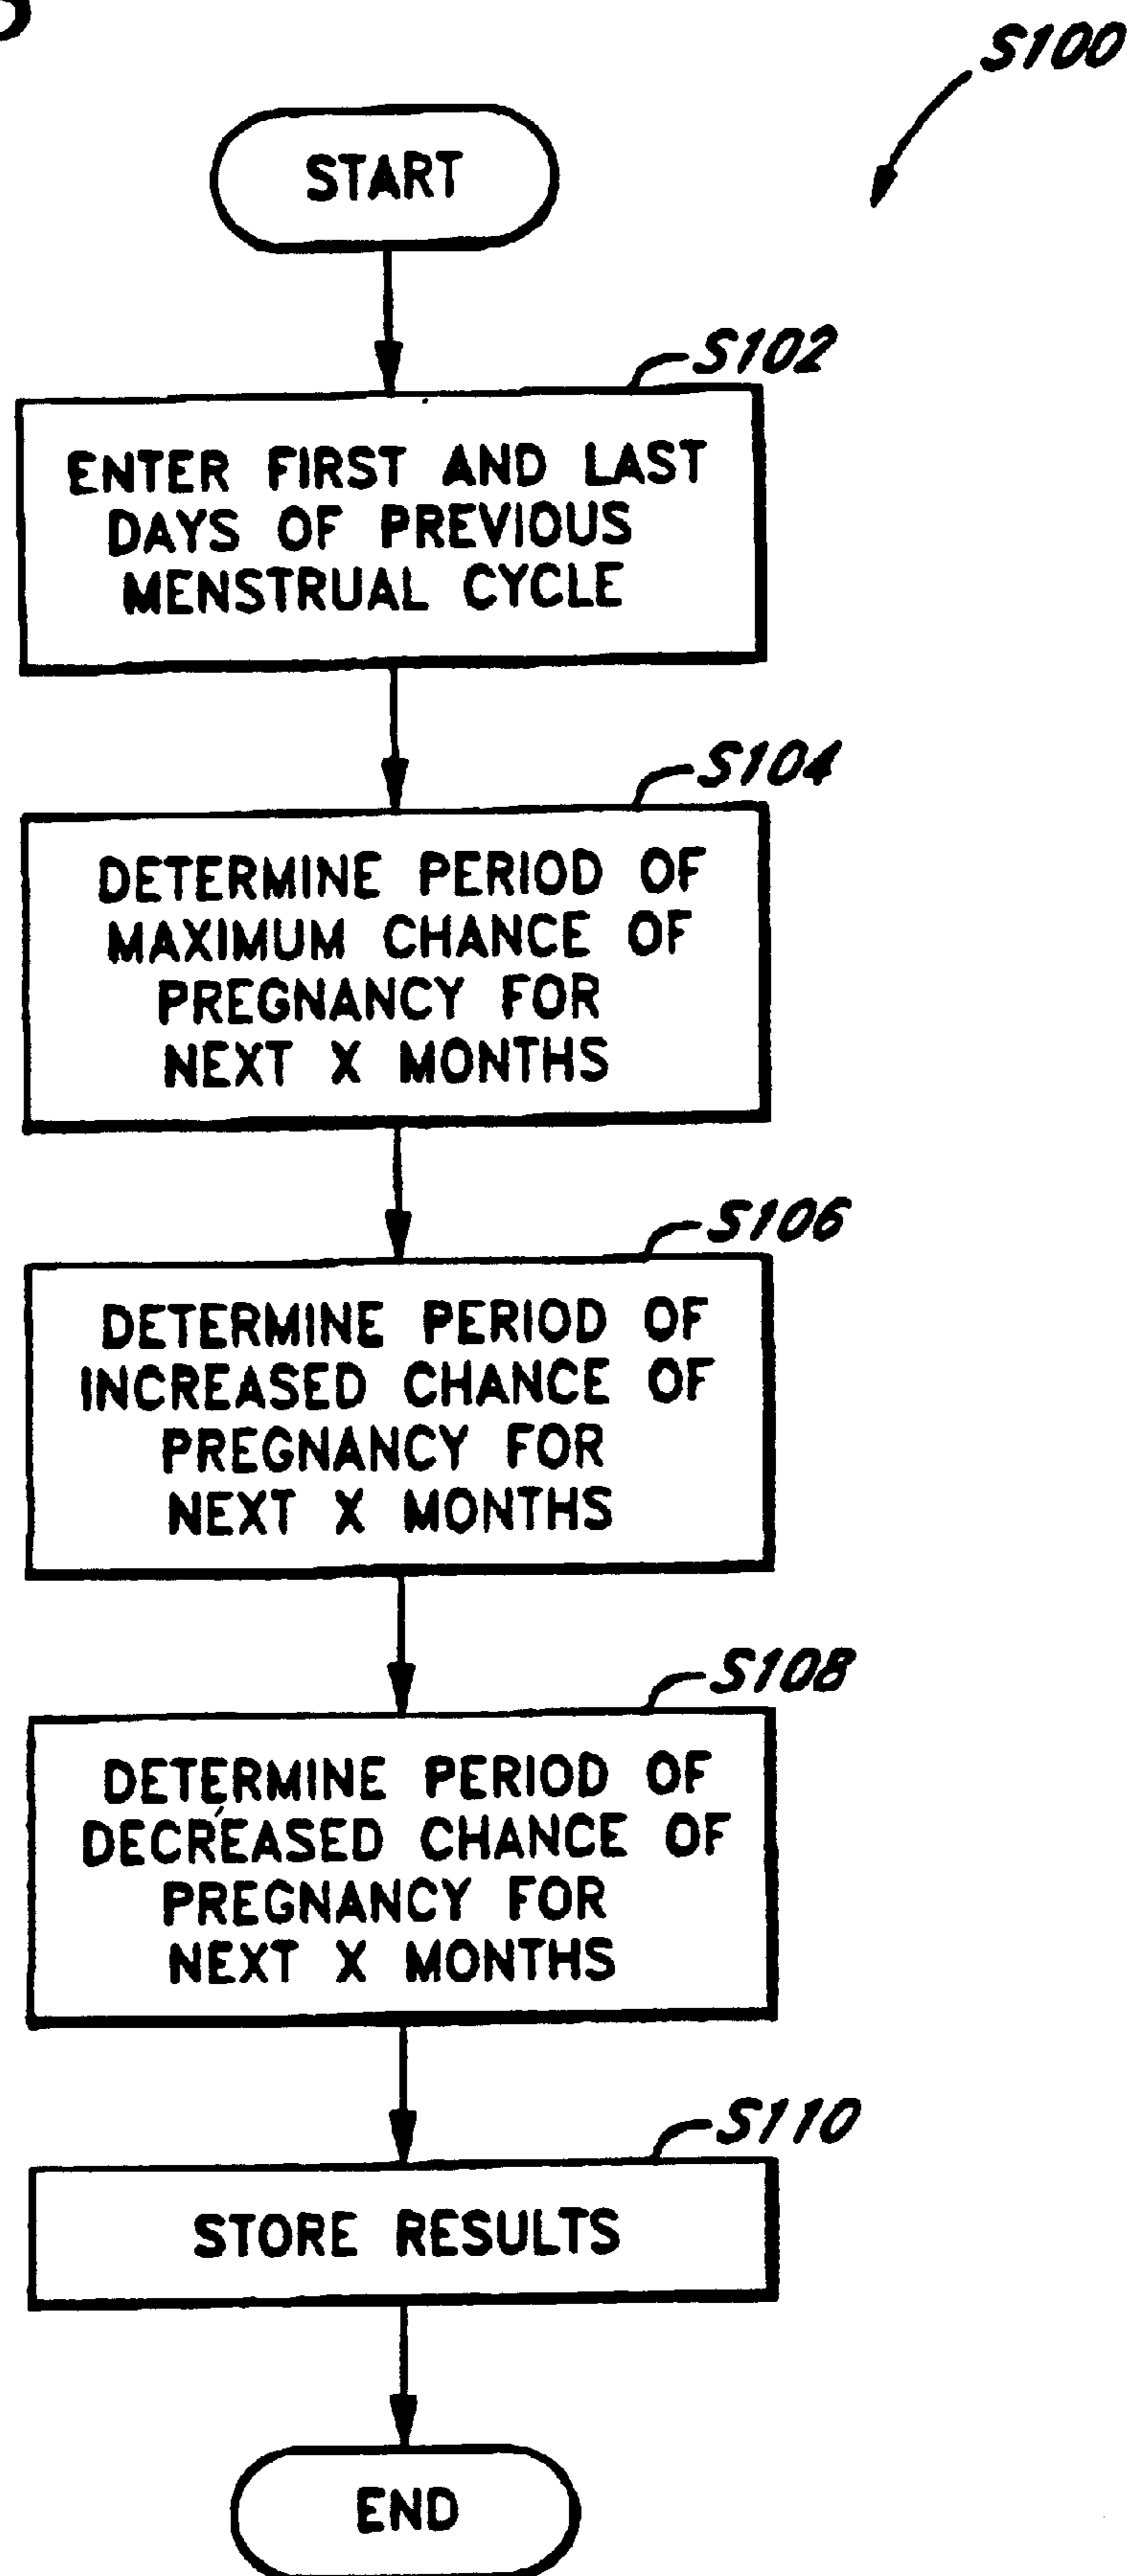 S100
START
S102
ENTER FIRST AND LAST
DAYS OF PREVIOUS
MENSTRUAL CYCLE
S104
DETERMINE PERIOD OF
MAXIMUM CHANCE OF
PREGNANCY FOR
NEXT X MONTHS
S106
DETERMINE PERIOD OF
INCREASED CHANCE OF
PREGNANCY FOR
NEXT X MONTHS
S108
DETERMINE PERIOD OF
DECREASED CHANCE OF
PREGNANCY FOR
NEXT X MONTHS
S110
STORE RESULTS
END